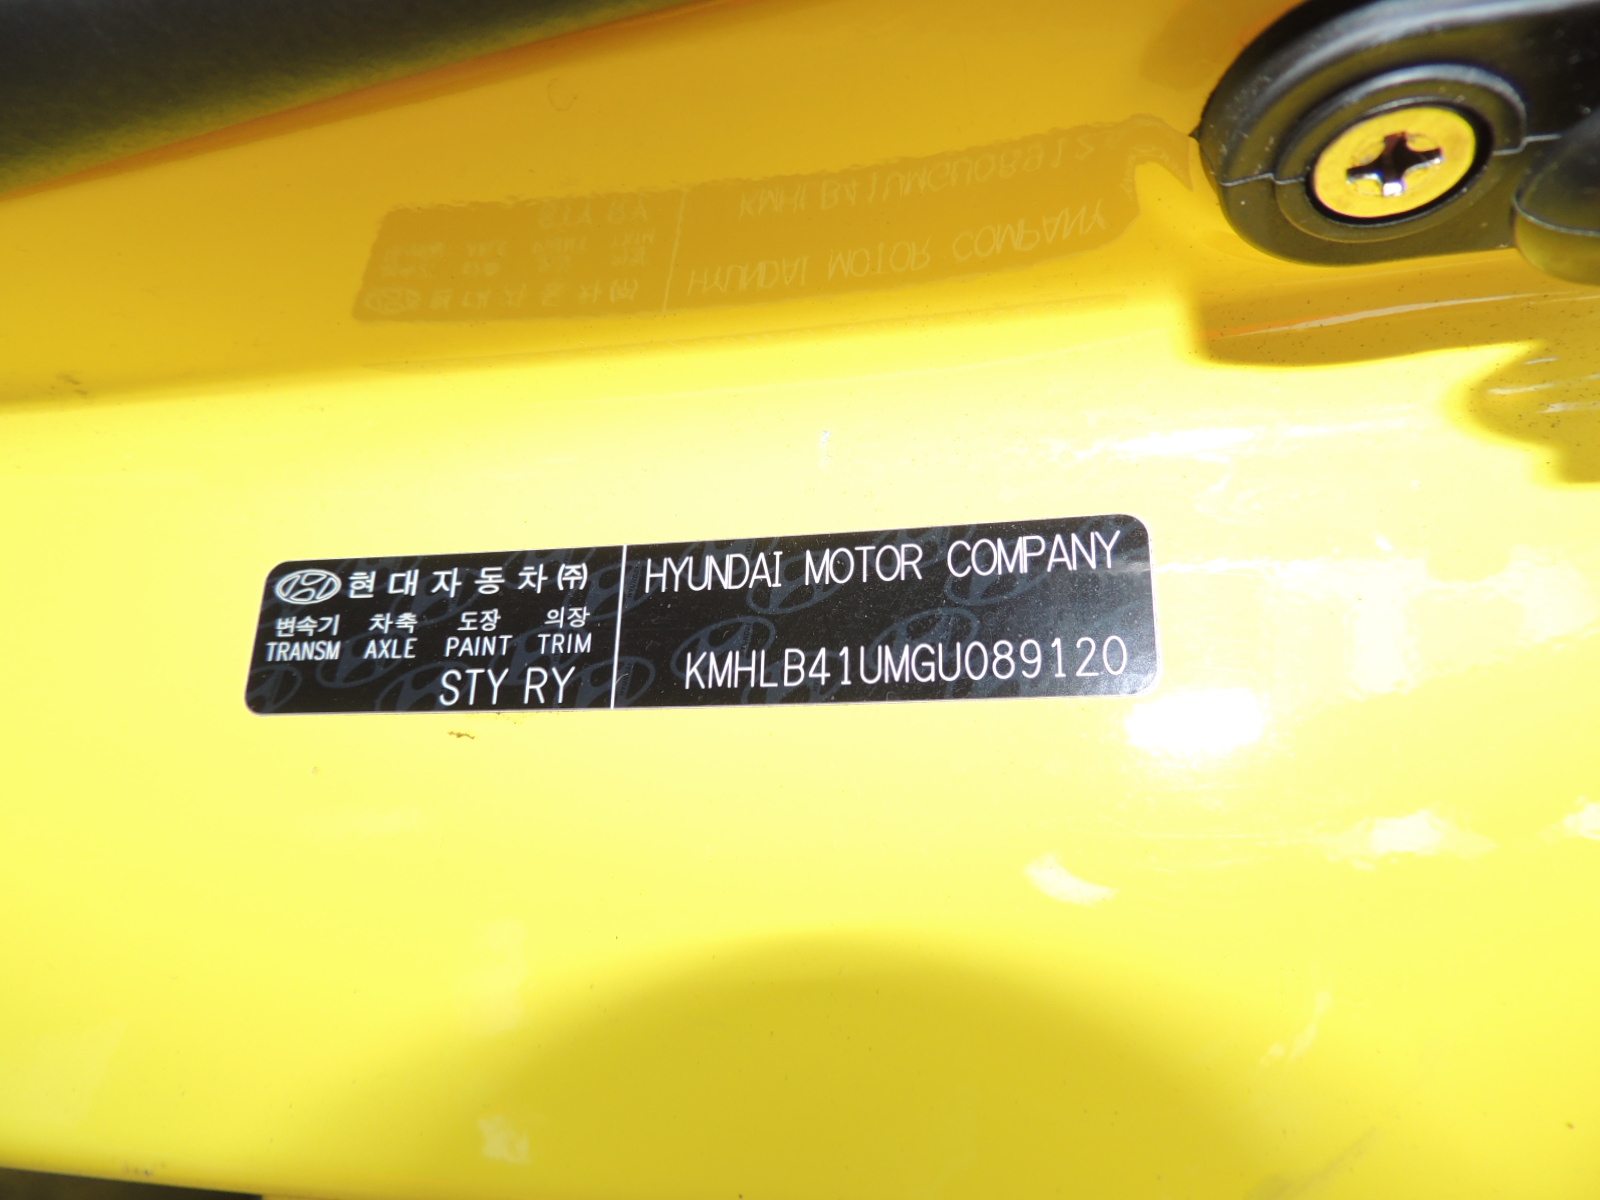 현대자동차(주)
변속기 차축 도장 의장
TRANSM AXLE PAINT TRIM
STY RY
HYUNDAI MOTOR COMPANY
KMHLB41UMGU089120